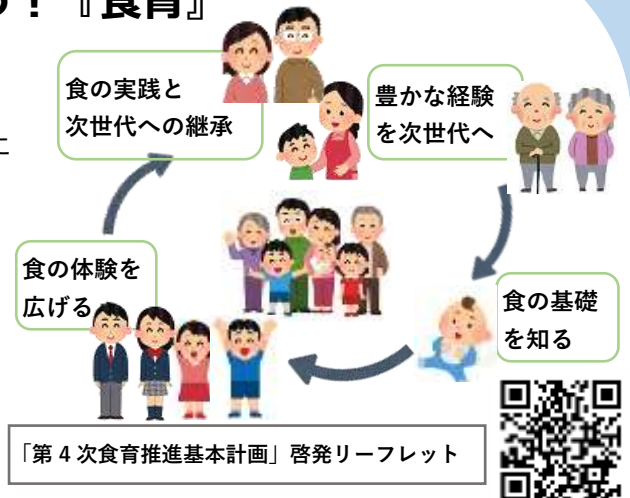 ！『食育』
食の実践と
次世代への継承
豊かな経験
を次世代へ
に
食の体験を
広げる
食の基礎
を知る
「第４次食育推進基本計画」啓発リーフレット